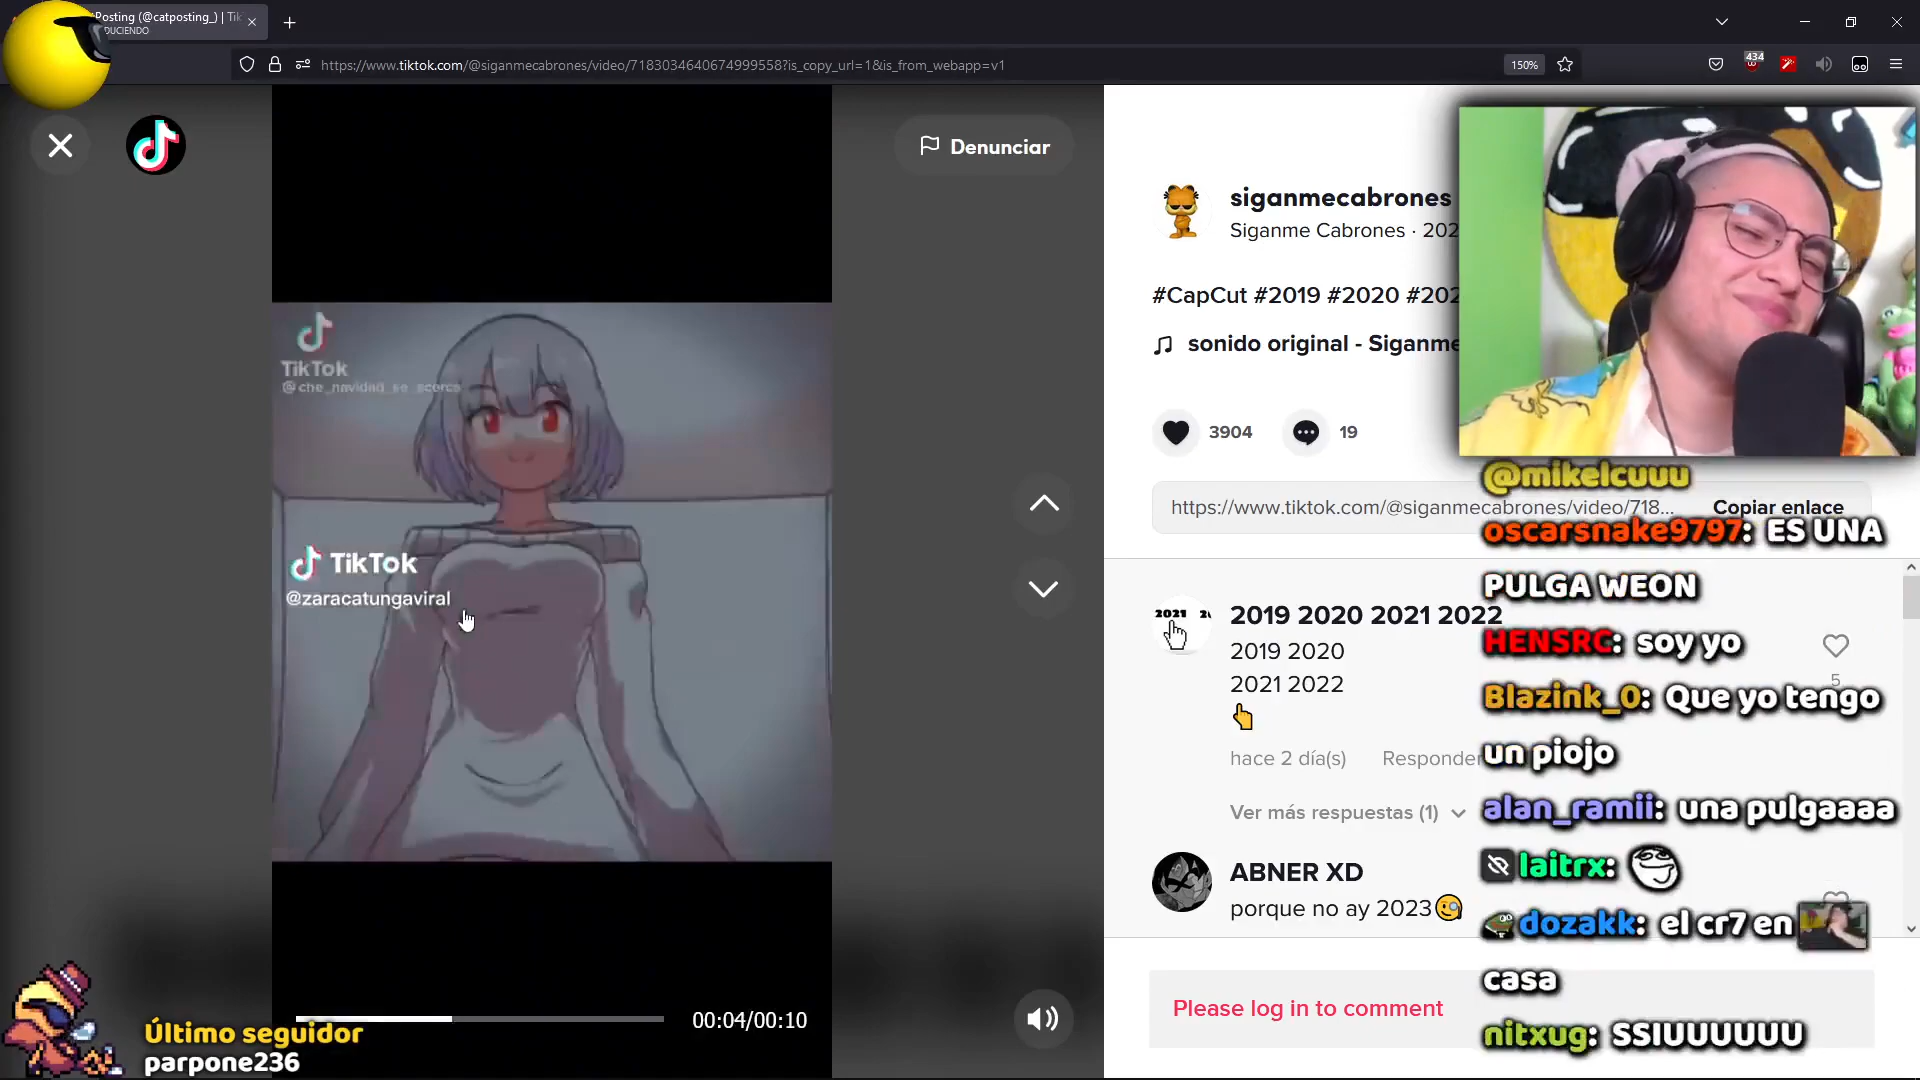 Posting (@catposting_) | Tik
DUCIENDO
https://www.tiktok.com/@siganmecabrones/video/7183034640674999558?is_copy_url=1&is_from_webapp=v1
150%
434
Denunciar
siganmecabrones
Siganme Cabrones · 202
#CapCut #2019 #2020 #202
sonido original - Siganme
3904
19
https://www.tiktok.com/@siganmecabrones/video/718...
Copiar enlace
TikTok
@che_navidad_se_acerca
TikTok
@zaracatungaviral
00:04/00:10
2021
2019 2020 2021 2022
2019 2020
2021 2022
5
hace 2 día(s)
Responder
Ver más respuestas (1)
ABNER XD
porque no ay 2023
Please log in to comment
@mikelcuuu
oscarsnake9797: ES UNA
PULGA WEON
HENSRC: soy yo
Blazink_0: Que yo tengo
un piojo
alan_ramii: una pulgaaaa
laitrx:
dozakk: el cr7 en
casa
nitxug: SSIUUUUUU
Último seguidor
parpone236